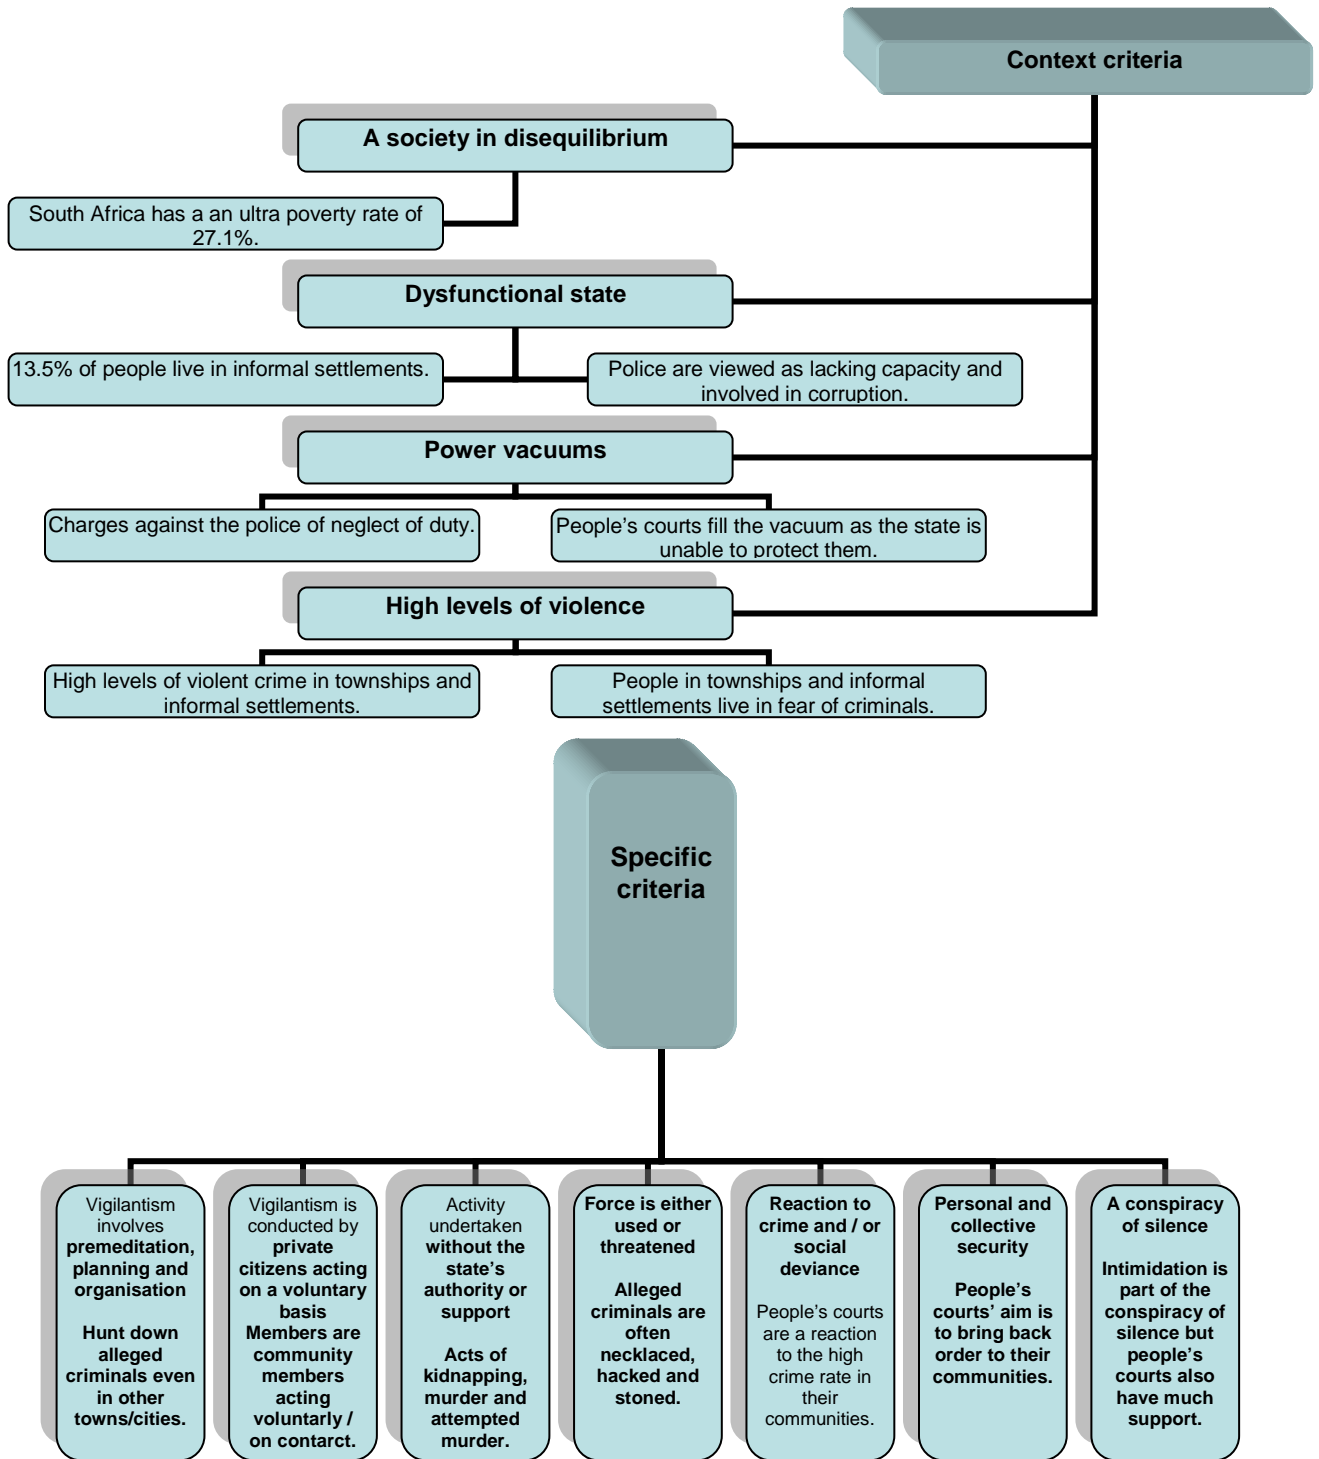 Context criteria
A society in disequilibrium
South Africa has a an ultra poverty rate of
27.1%.
Dysfunctional state
13.5% of people live in informal settlements.
Police are viewed as lacking capacity and
involved in corruption.
Power vacuums
Charges against the police of neglect of duty.
People’s courts fill the vacuum as the state is
unable to protect them.
High levels of violence
High levels of violent crime in townships and
informal settlements.
People in townships and informal
settlements live in fear of criminals.
Specific
criteria
Vigilantism
involves
premeditation,
planning and
organisation
Hunt down
alleged
criminals even
in other
towns/cities.
Vigilantism is
conducted by
private
citizens acting
on a voluntary
basis
Members are
community
members
acting
voluntarly /
on contarct.
Activity
undertaken
without the
state’s
authority or
support
Acts of
kidnapping,
murder and
attempted
murder.
Force is either
used or
threatened
Alleged
criminals are
often
necklaced,
hacked and
stoned.
Reaction to
crime and / or
social
deviance
People’s courts
are a reaction
to the high
crime rate in
their
communities.
Personal and
collective
security
People’s
courts’ aim is
to bring back
order to their
communities.
A conspiracy
of silence
Intimidation is
part of the
conspiracy of
silence but
people’s
courts also
have much
support.